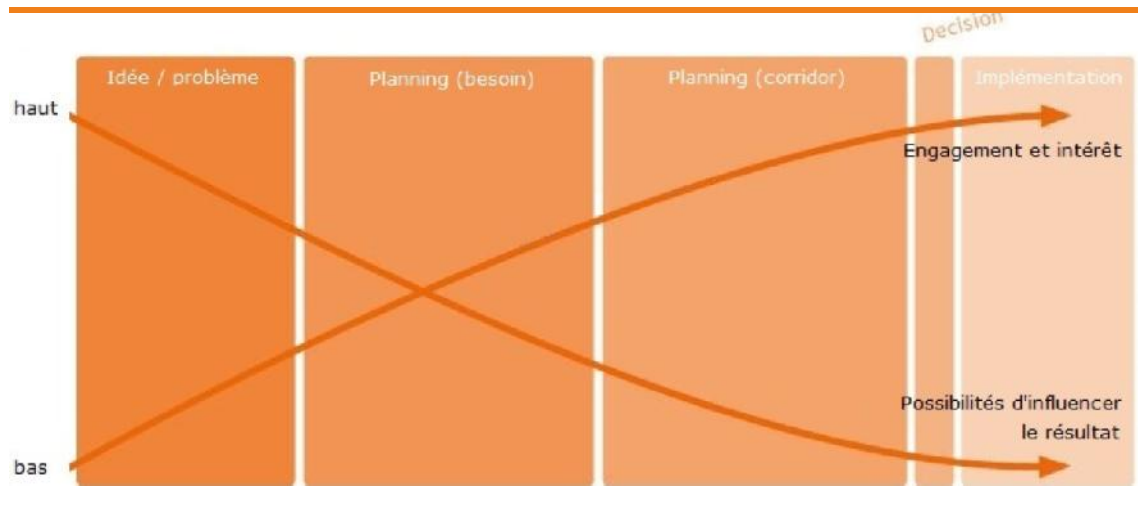 Decision
Idée / problème
Planning (besoin)
Planning (corridor)
Implémentation
haut
Engagement et intérêt
Possibilités d'influencer
le résultat
bas